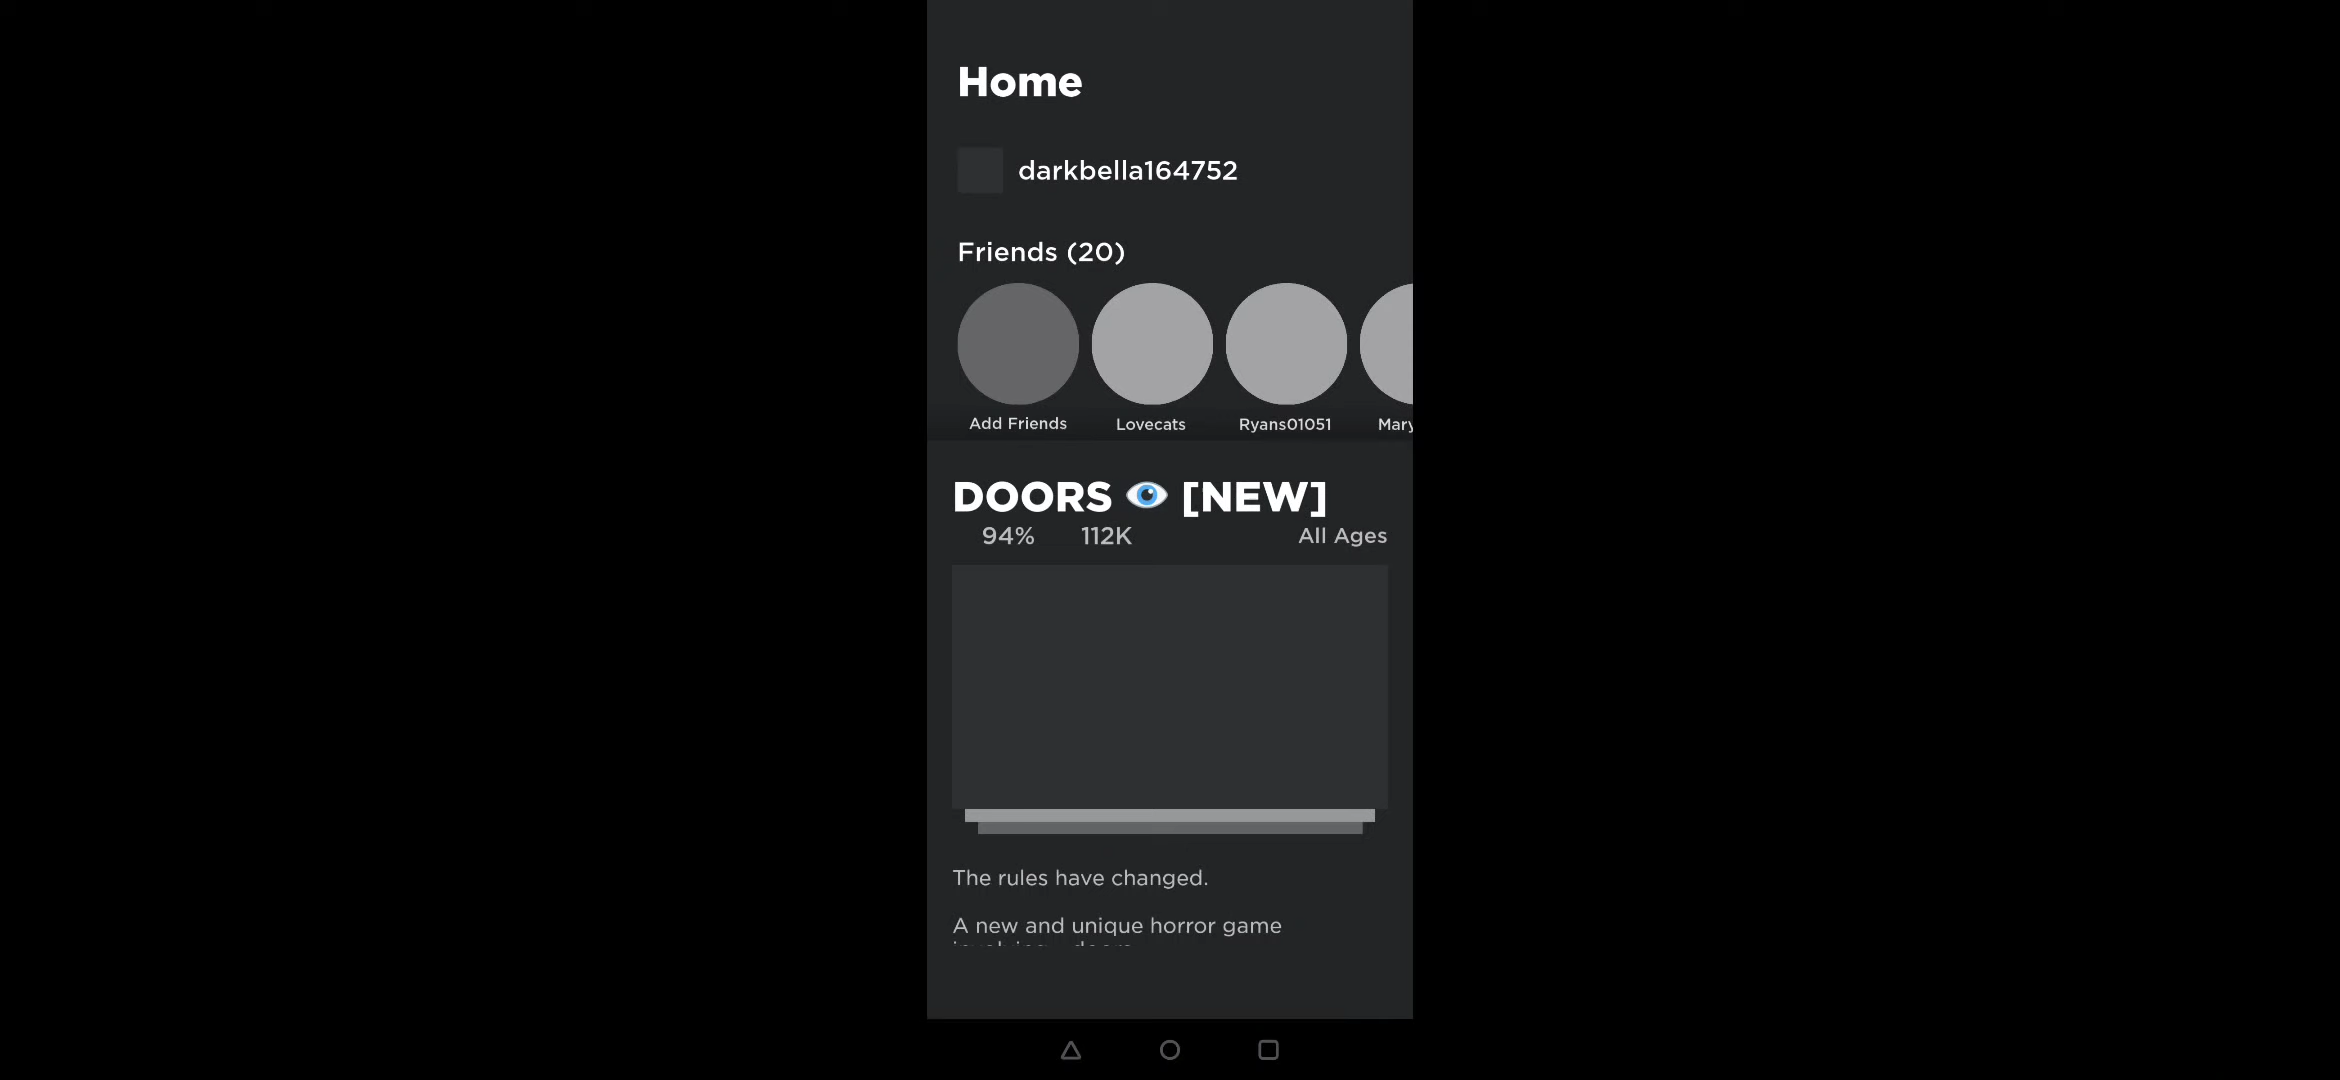 Home
darkbella164752
Friends (20)
Add Friends
Lovecats
Ryans01051
Mary
DOORS 👁 [NEW]
94%
112K
All Ages
The rules have changed.
A new and unique horror game